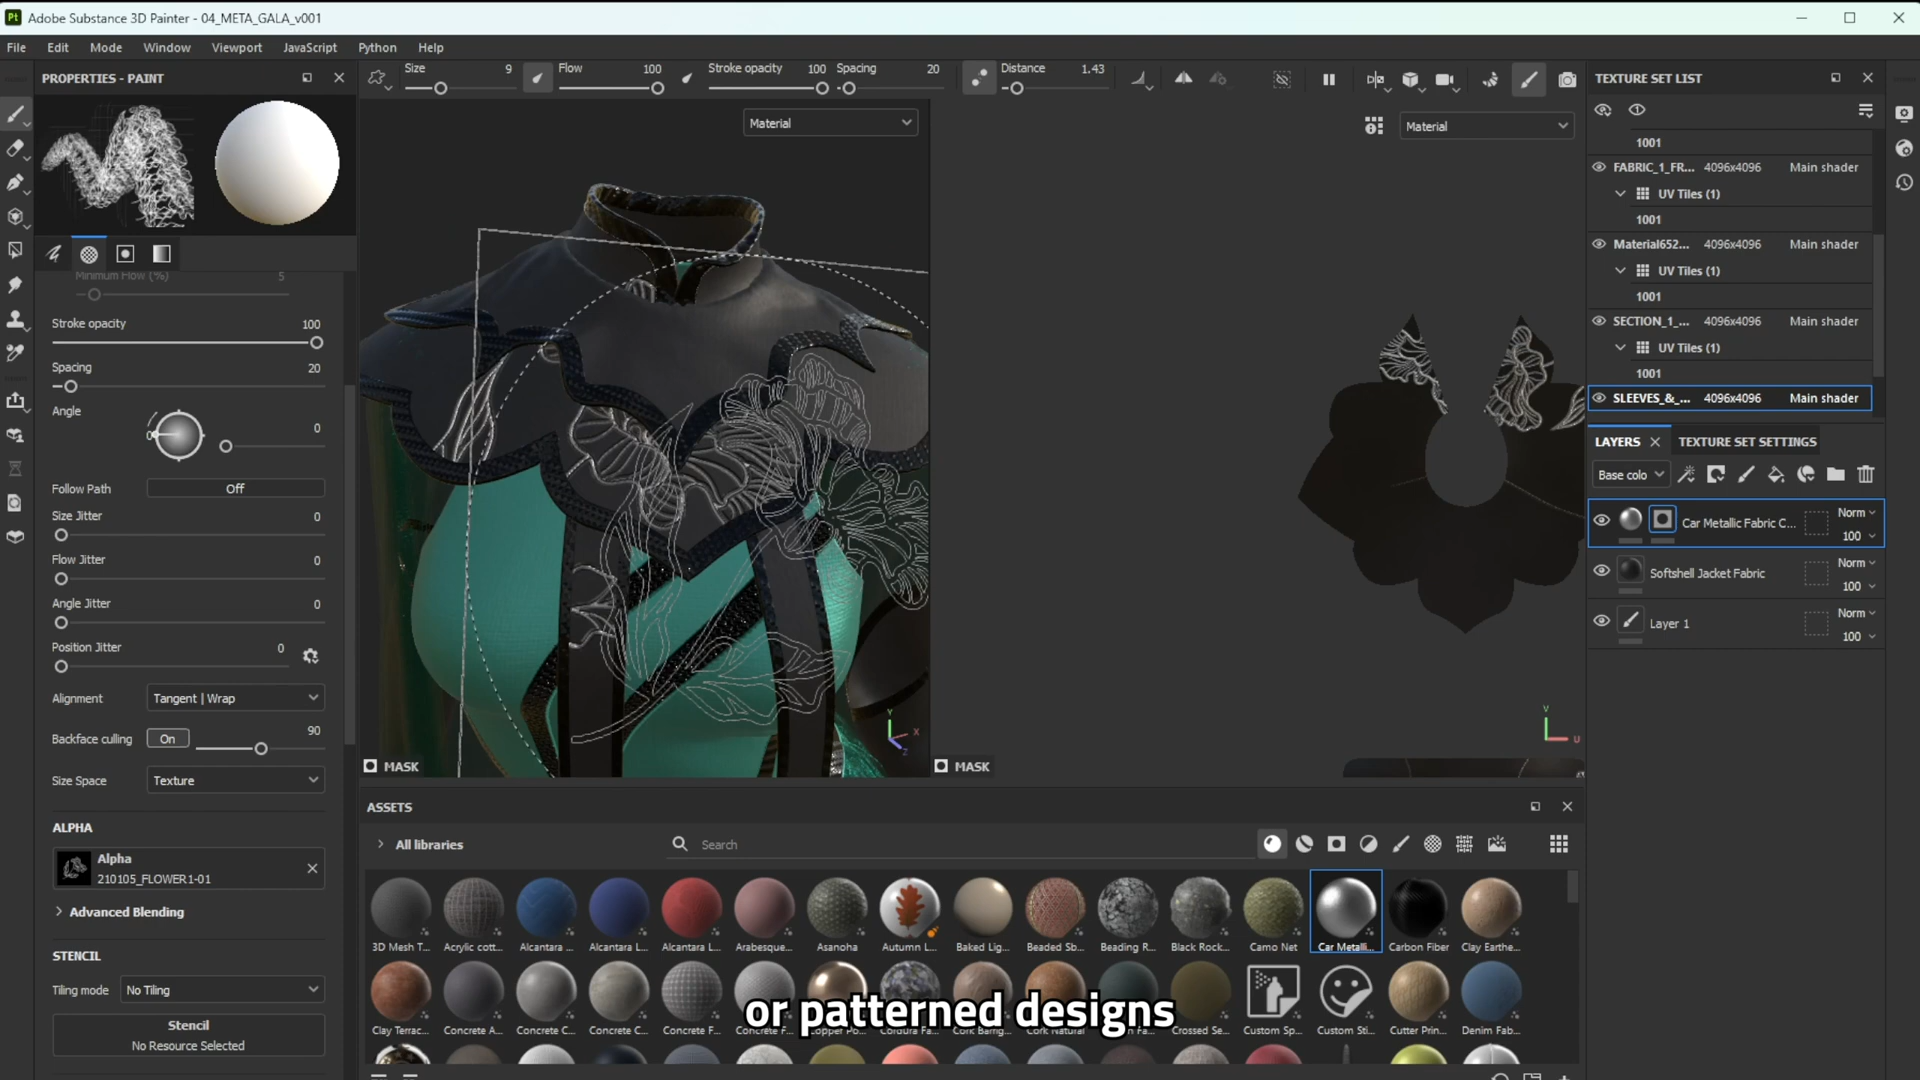 Pt Adobe Substance 3D Painter - 04_META_GALA_v001
File Edit Mode Window Viewport JavaScript Python Help
PROPERTIES - PAINT
Size 9 Flow 100 Stroke opacity 100 Spacing 20 Distance 1.43
Material
Material
Minimum Flow (%) 5
Stroke opacity 100
Spacing 20
Angle
0 0
Follow Path Off
Size Jitter 0
Flow Jitter 0
Angle Jitter 0
Position Jitter 0
Alignment Tangent | Wrap
Backface culling On 90
Size Space Texture
ALPHA
Alpha
210105_FLOWER1-01
Advanced Blending
STENCIL
Tiling mode No Tiling
Stencil
No Resource Selected
Y X Z
MASK
V U
MASK
TEXTURE SET LIST
1001
FABRIC_1_FR... 4096x4096 Main shader
UV Tiles (1)
1001
Material652... 4096x4096 Main shader
UV Tiles (1)
1001
SECTION_1_... 4096x4096 Main shader
UV Tiles (1)
1001
SLEEVES_&_... 4096x4096 Main shader
LAYERS TEXTURE SET SETTINGS
Base colo
Car Metallic Fabric C... Norm
100
Softshell Jacket Fabric Norm
100
Layer 1 Norm
100
ASSETS
All libraries Search
3D Mesh T... Acrylic cott... Alcantara ... Alcantara L... Alcantara L... Arabesque... Asanoha Autumn L... Baked Lig... Beaded Sb... Beading R... Black Rock... Camo Net Car Metalli... Carbon Fiber Clay Earthe...
Clay Terrac... Concrete A... Concrete C... Concrete C... Concrete F... Crossed Se... Custom Sp... Custom Sti... Cutter Prin... Denim Fab...
or patterned designs